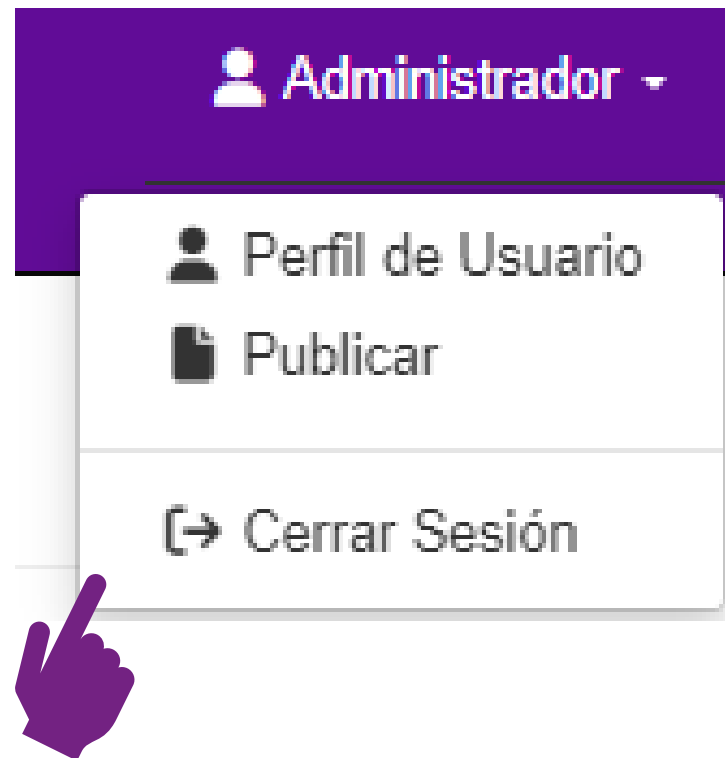 Administrador
Perfil de Usuario
Publicar
Cerrar Sesión